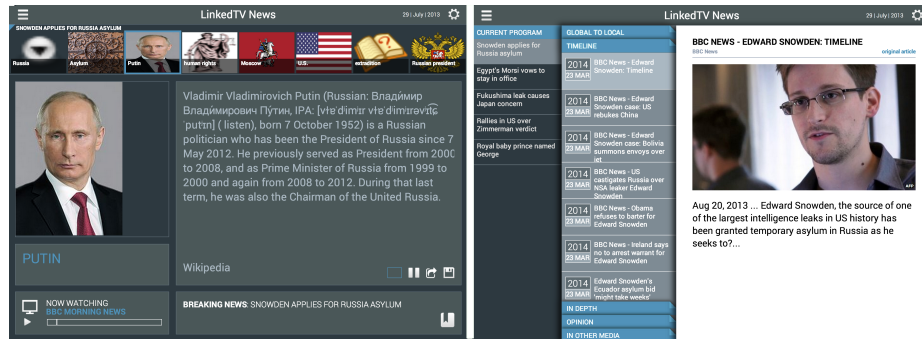 LinkedTV News
29 | July | 2013
SNOWDEN APPLIES FOR RUSSIA ASYLUM
Russia
Asylum
Putin
human rights
Moscow
U.S.
extradition
Russian president
Vladimir Vladimirovich Putin (Russian: Влади́мир
Влади́мирович Пу́тин, IPA: [vɫɐˈdʲimʲɪr vɫɐˈdʲimʲɪrəvʲɪtɕ
ˈputʲɪn] ( listen), born 7 October 1952) is a Russian
politician who has been the President of Russia since 7
May 2012. He previously served as President from 2000
to 2008, and as Prime Minister of Russia from 1999 to
2000 and again from 2008 to 2012. During that last
term, he was also the Chairman of the United Russia.
Wikipedia
PUTIN
NOW WATCHING
BBC MORNING NEWS
BREAKING NEWS: SNOWDEN APPLIES FOR RUSSIA ASYLUM
LinkedTV News
29 | July | 2013
CURRENT PROGRAM
Snowden applies for
Russia asylum
Egypt's Morsi vows to
stay in office
Fukushima leak causes
Japan concern
Rallies in US over
Zimmerman verdict
Royal baby prince named
George
GLOBAL TO LOCAL
TIMELINE
2014
23 MAR
BBC News - Edward
Snowden: Timeline
2014
23 MAR
BBC News - Edward
Snowden case: US
rebukes China
2014
23 MAR
BBC News - Edward
Snowden case: Bolivia
summons envoys over
jet
2014
23 MAR
BBC News - US
castigates Russia over
NSA leaker Edward
Snowden
2014
23 MAR
BBC News - Obama
refuses to barter for
Edward Snowden
2014
23 MAR
BBC News - Ireland says
no to arrest warrant for
Edward Snowden
2014
23 MAR
Edward Snowden's
Ecuador asylum bid
'might take weeks'
IN DEPTH
OPINION
IN OTHER MEDIA
BBC NEWS - EDWARD SNOWDEN: TIMELINE
BBC News
original article
AFP
Aug 20, 2013 ... Edward Snowden, the source of one
of the largest intelligence leaks in US history has
been granted temporary asylum in Russia as he
seeks to?...